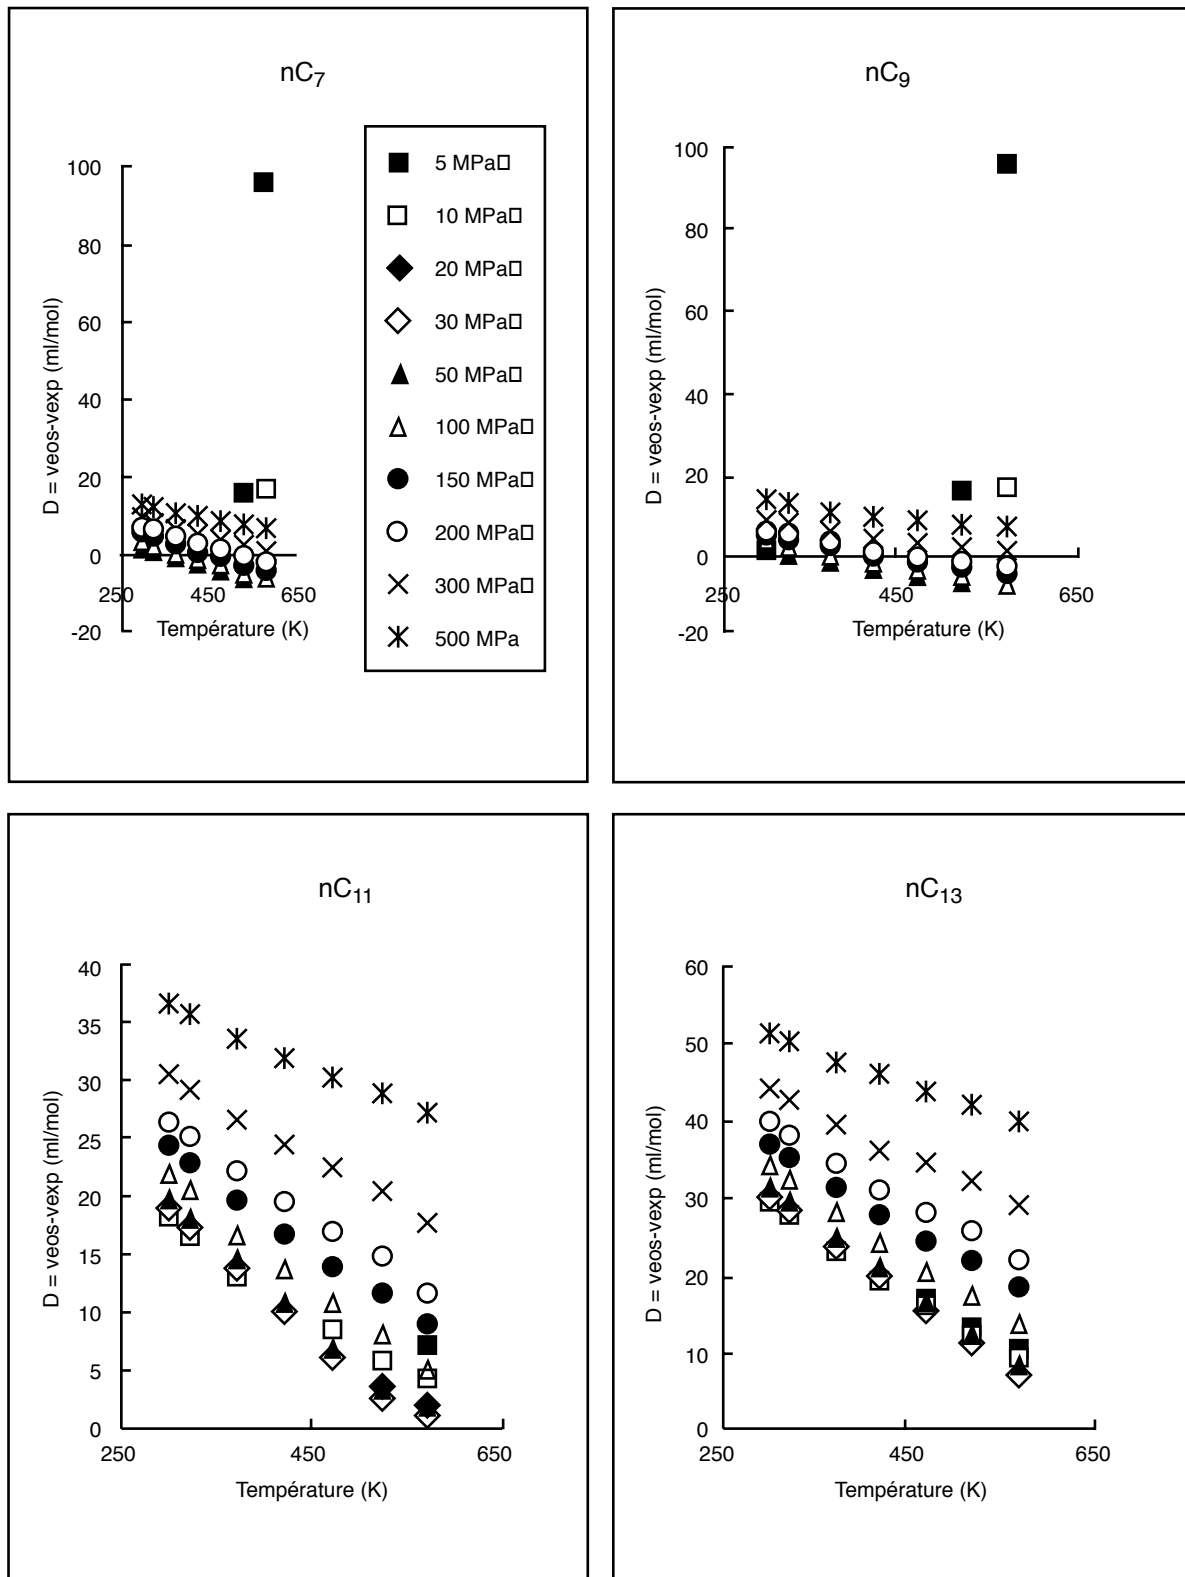 nC7
100
80
60
40
20
0
-20
250
450
650
D = veos-vexp (ml/mol)
Température (K)
5 MPa□
10 MPa□
20 MPa□
30 MPa□
50 MPa□
100 MPa□
150 MPa□
200 MPa□
300 MPa□
500 MPa
nC9
100
80
60
40
20
0
-20
250
450
650
D = veos-vexp (ml/mol)
Température (K)
nC11
40
35
30
25
20
15
10
5
0
250
450
650
D = veos-vexp (ml/mol)
Température (K)
nC13
60
50
40
30
20
10
0
250
450
650
D = veos-vexp (ml/mol)
Température (K)